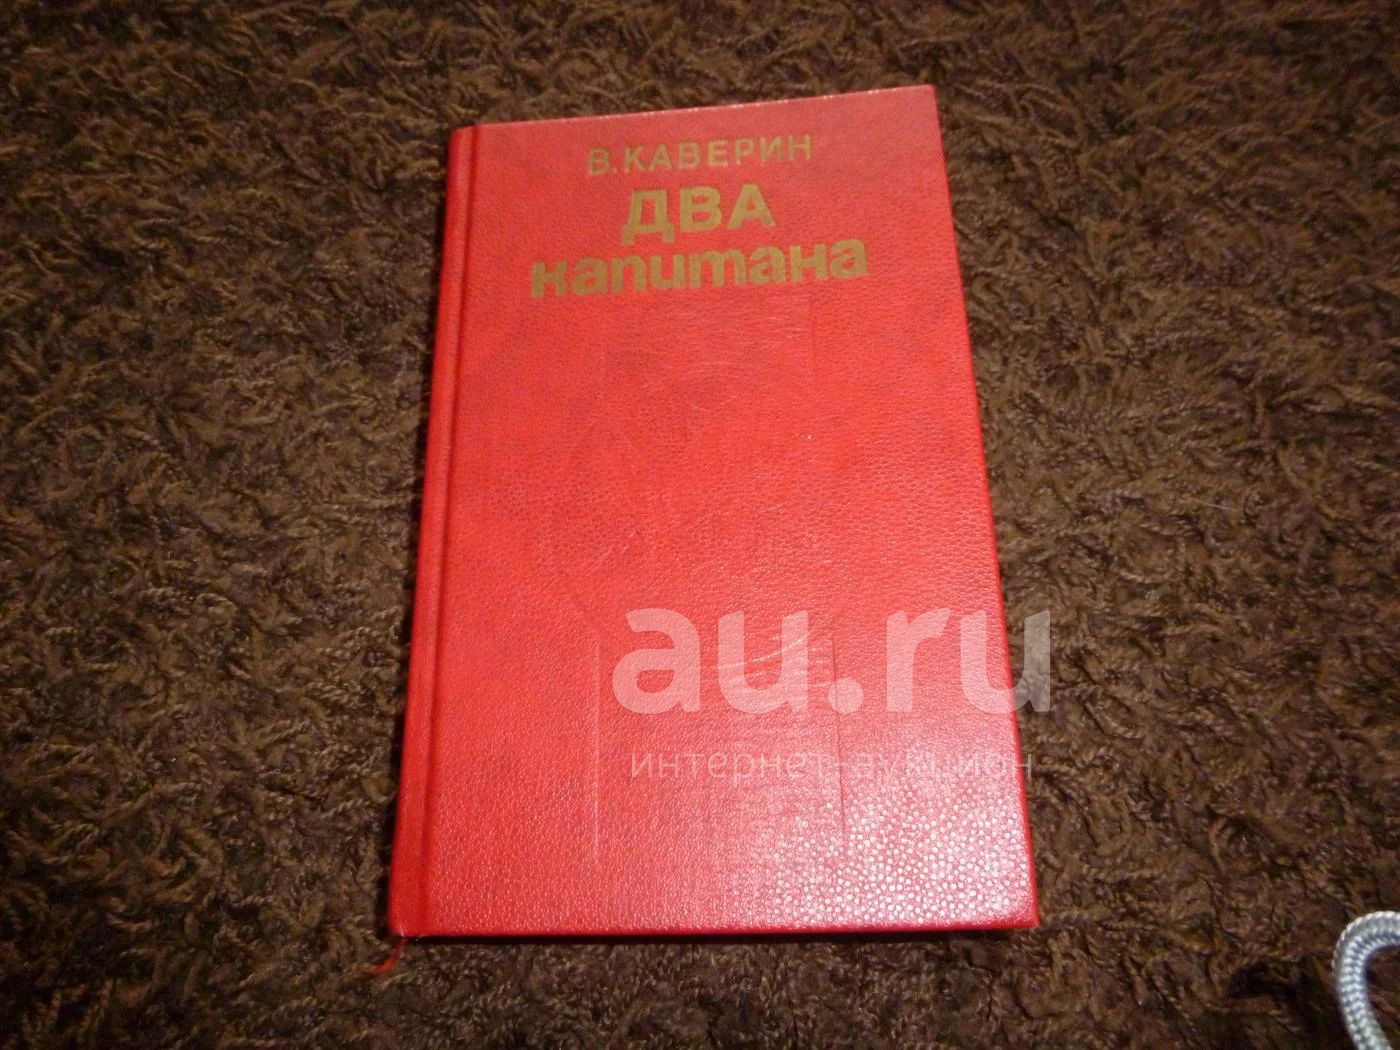 В. КАВЕРИН
ДВА
капитана
au.ru
интернет-аукцион